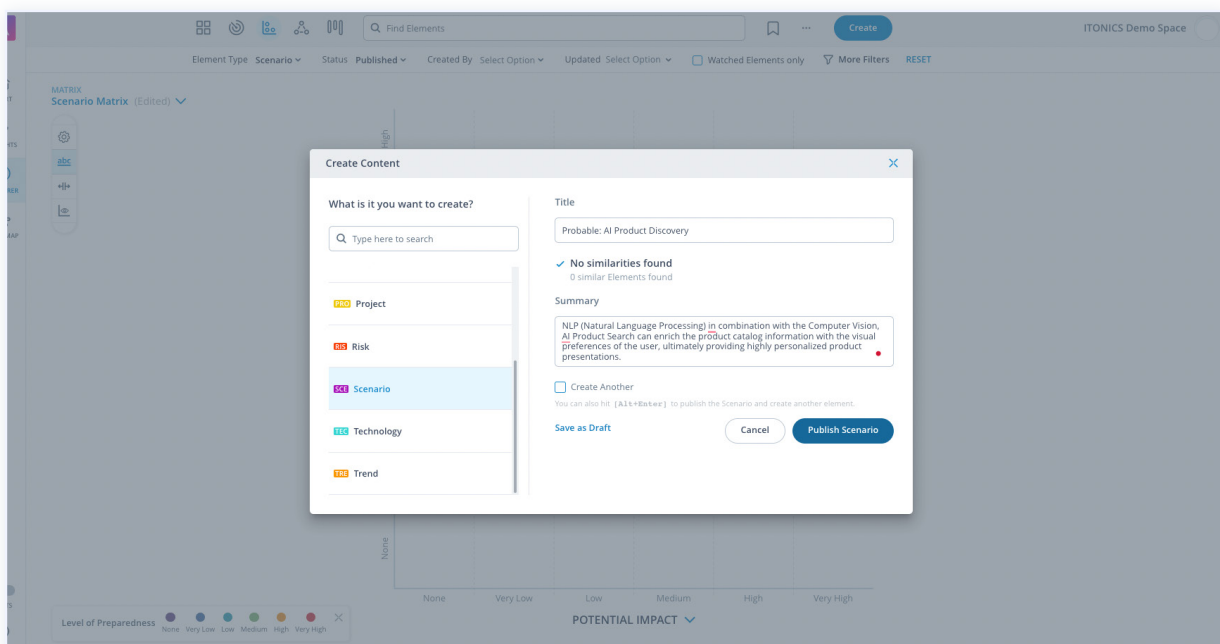 Find Elements
Create
ITONICS Demo Space
Element Type Scenario
Status Published
Created By Select Option
Updated Select Option
Watched Elements only
More Filters
RESET
MATRIX
Scenario Matrix (Edited)
abc
High
Create Content
What is it you want to create?
Type here to search
PRO Project
RIS Risk
SCE Scenario
TEC Technology
TRE Trend
Title
Probable: AI Product Discovery
No similarities found
0 similar Elements found
Summary
NLP (Natural Language Processing) in combination with the Computer Vision,
AI Product Search can enrich the product catalog information with the visual
preferences of the user, ultimately providing highly personalized product
presentations.
Create Another
You can also hit [Alt+Enter] to publish the Scenario and create another element.
Save as Draft
Cancel
Publish Scenario
None
None
Very Low
Low
Medium
High
Very High
POTENTIAL IMPACT
Level of Preparedness
None
Very Low
Low
Medium
High
Very High